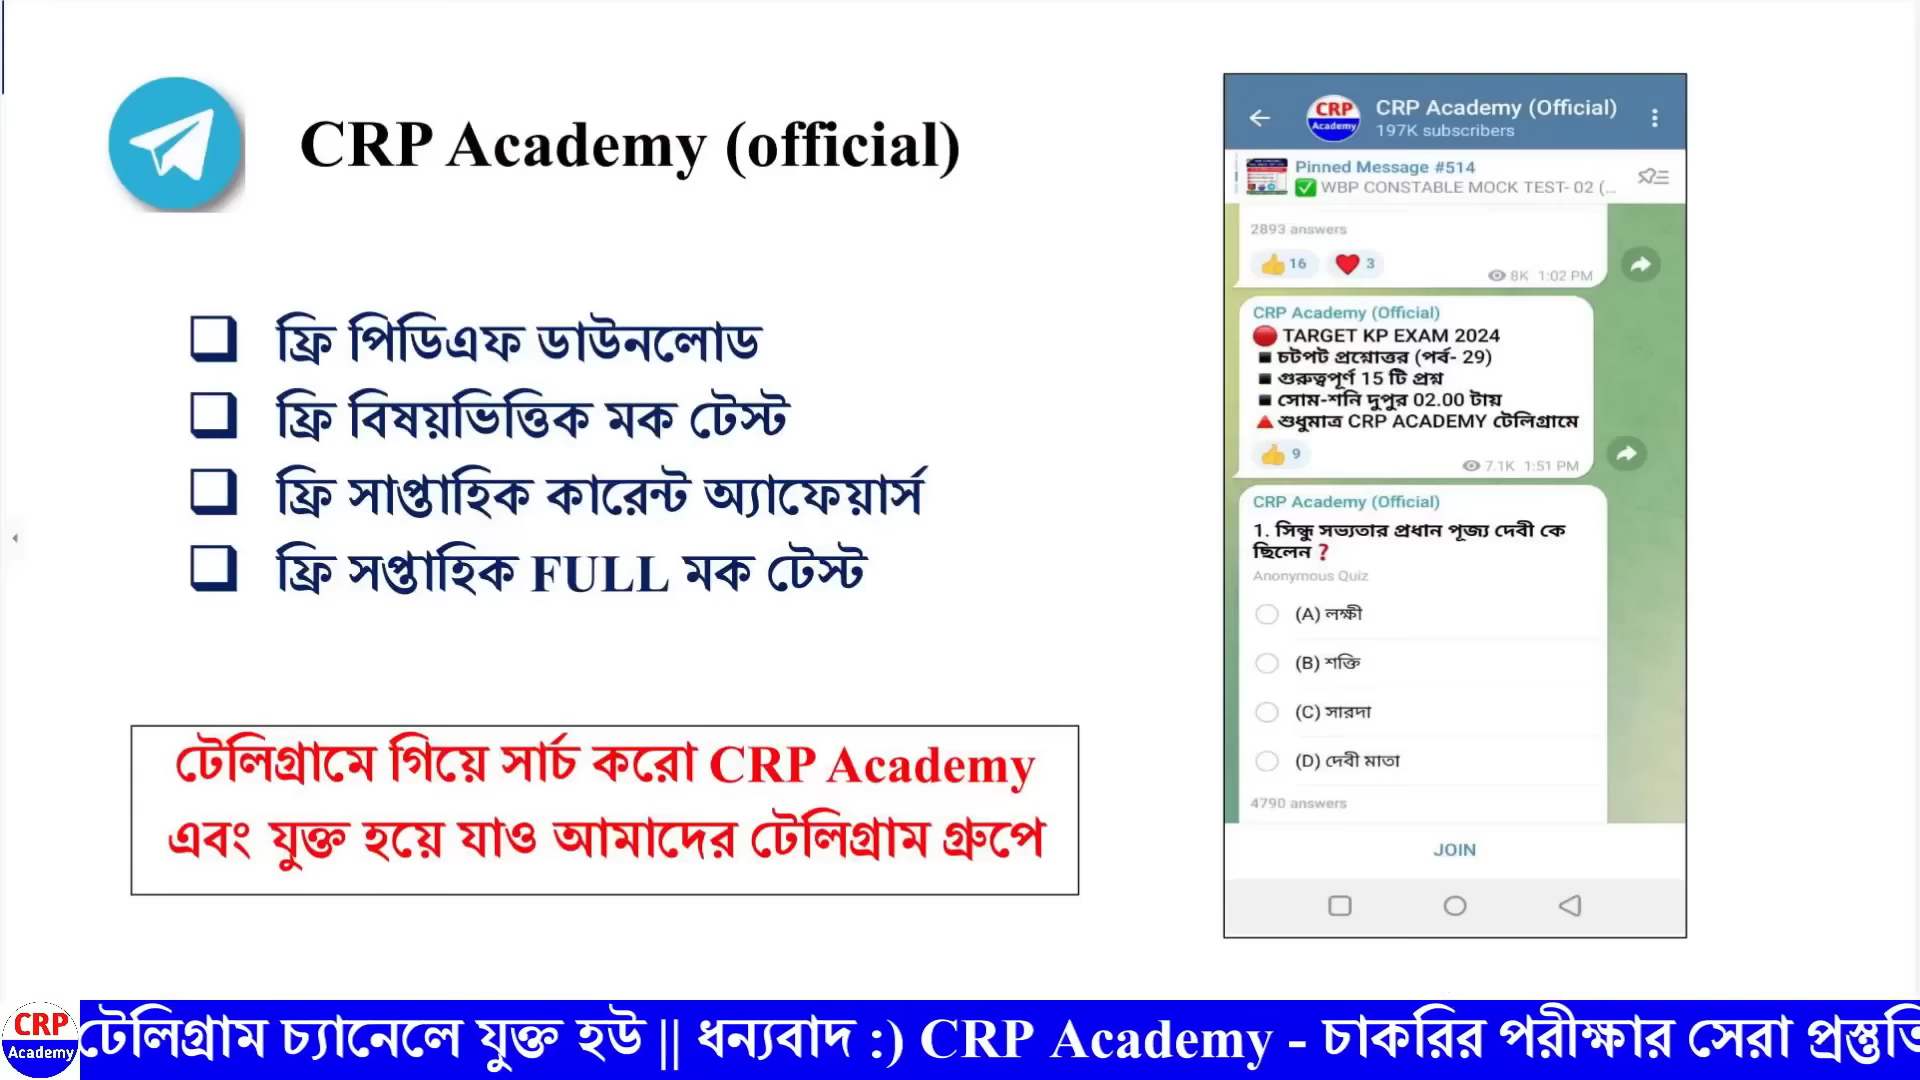 CRP Academy (official)
ফ্রি পিডিএফ ডাউনলোড
ফ্রি বিষয়ভিত্তিক মক টেস্ট
ফ্রি সাপ্তাহিক কারেন্ট অ্যাফেয়ার্স
ফ্রি সপ্তাহিক FULL মক টেস্ট
টেলিগ্রামে গিয়ে সার্চ করো CRP Academy
এবং যুক্ত হয়ে যাও আমাদের টেলিগ্রাম গ্রুপে
CRP
Academy
CRP Academy (Official)
197K subscribers
Pinned Message #514
✅ WBP CONSTABLE MOCK TEST- 02 (...
2893 answers
👍 16 ❤️ 3
8K 1:02 PM
CRP Academy (Official)
🔴 TARGET KP EXAM 2024
▪ চটপট প্রশ্নোত্তর (পর্ব- 29)
▪ গুরুত্বপূর্ণ 15 টি প্রশ্ন
▪ সোম-শনি দুপুর 02.00 টায়
🔺 শুধুমাত্র CRP ACADEMY টেলিগ্রামে
👍 9
7.1K 1:51 PM
CRP Academy (Official)
1. সিন্ধু সভ্যতার প্রধান পূজ্য দেবী কে
ছিলেন ❓
Anonymous Quiz
(A) লক্ষী
(B) শক্তি
(C) সারদা
(D) দেবী মাতা
4790 answers
JOIN
CRP
Academy
টেলিগ্রাম চ্যানেলে যুক্ত হউ || ধন্যবাদ :) CRP Academy - চাকরির পরীক্ষার সেরা প্রস্তুতি